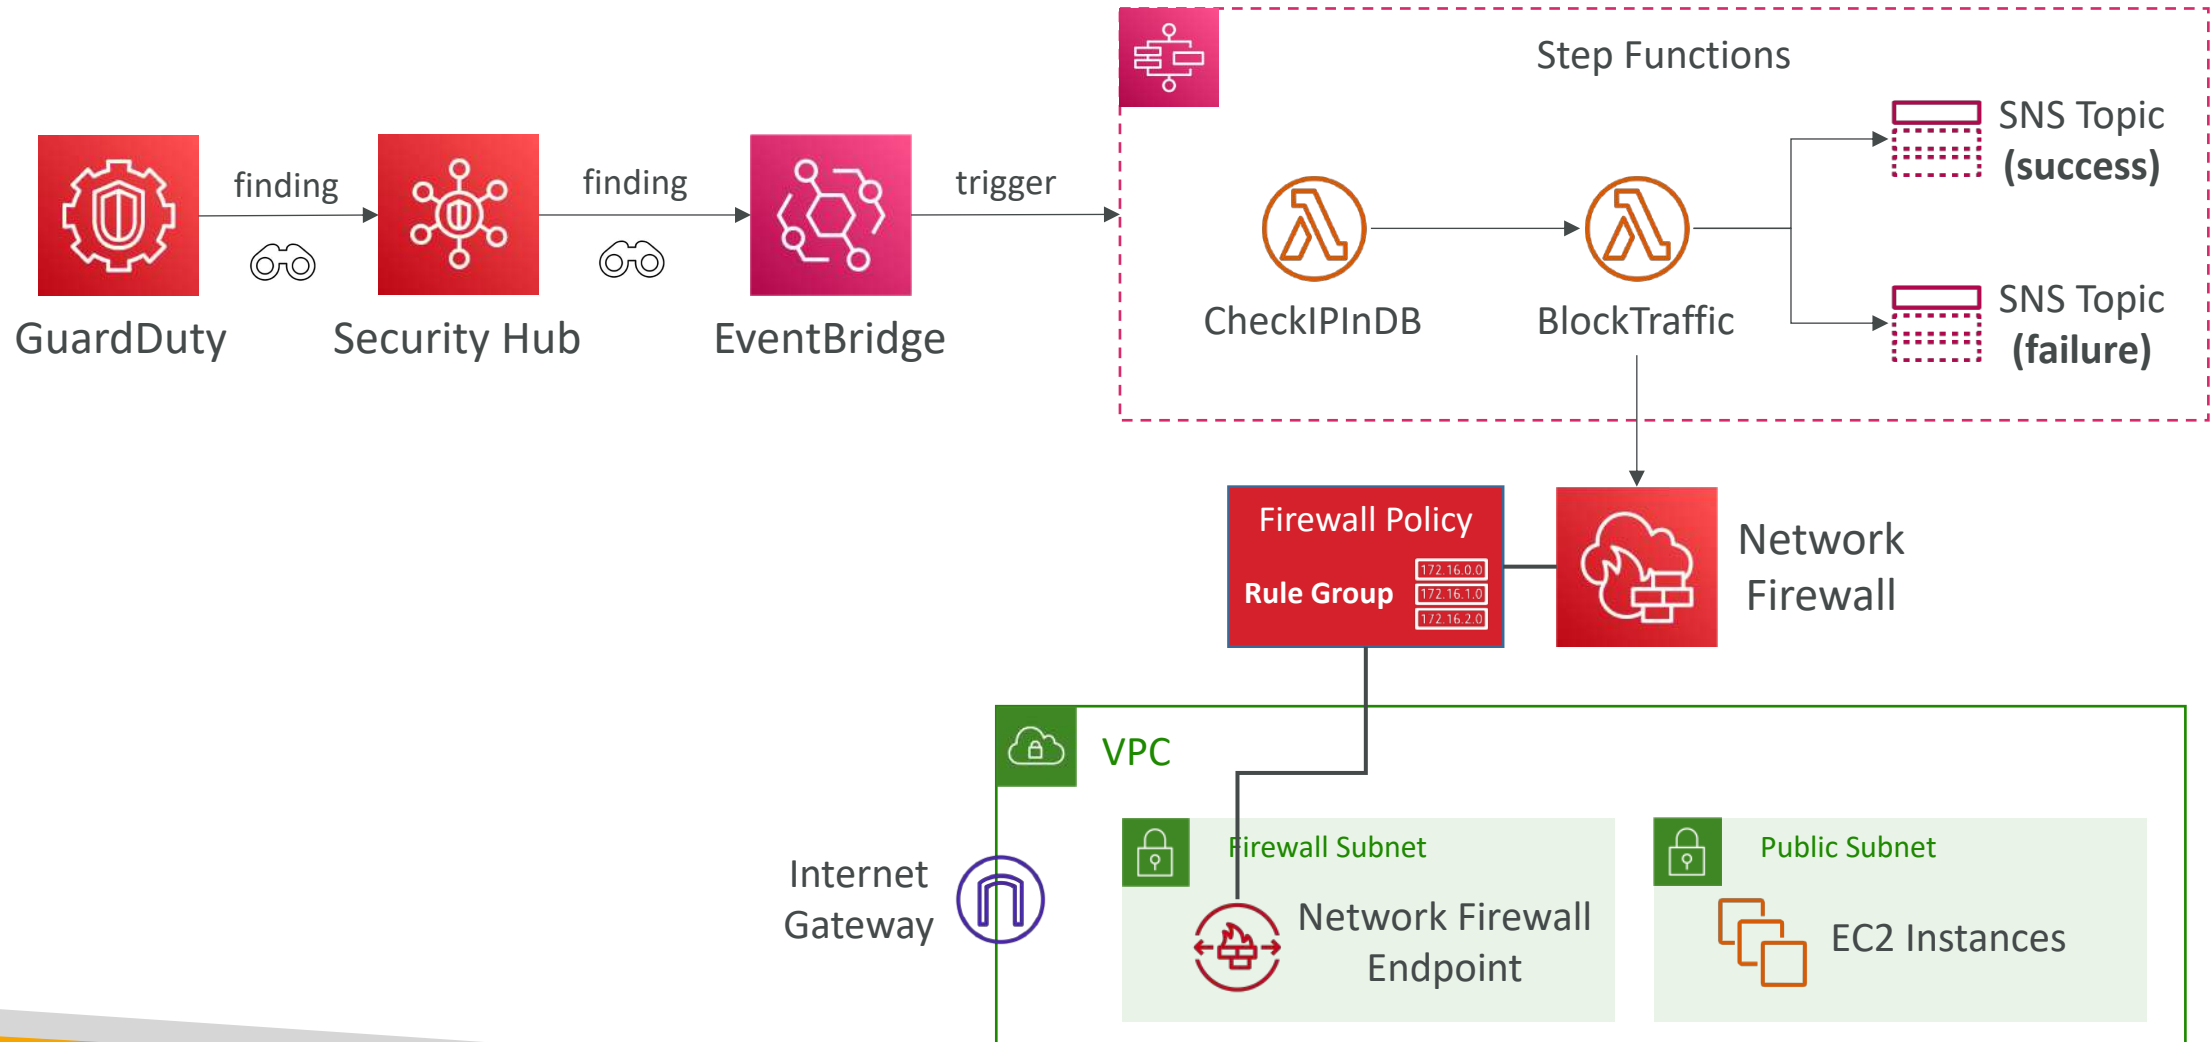 Step Functions
SNS Topic
(success)
finding
finding
trigger
GuardDuty
Security Hub
EventBridge
CheckIPInDB
BlockTraffic
SNS Topic
(failure)
Firewall Policy
Rule Group
172.16.0.0
172.16.1.0
172.16.2.0
Network
Firewall
VPC
Internet
Gateway
Firewall Subnet
Network Firewall
Endpoint
Public Subnet
EC2 Instances